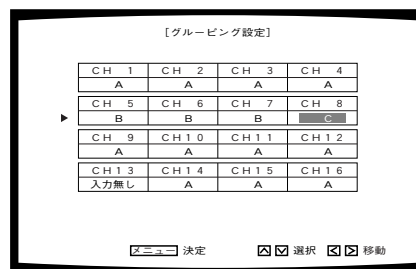 [グルーピング設定]
CH 1 CH 2 CH 3 CH 4
A A A A
CH 5 CH 6 CH 7 CH 8
B B B C
CH 9 CH10 CH11 CH12
A A A A
CH13 CH14 CH15 CH16
入力無し A A A
メニュー 決定 選択 移動